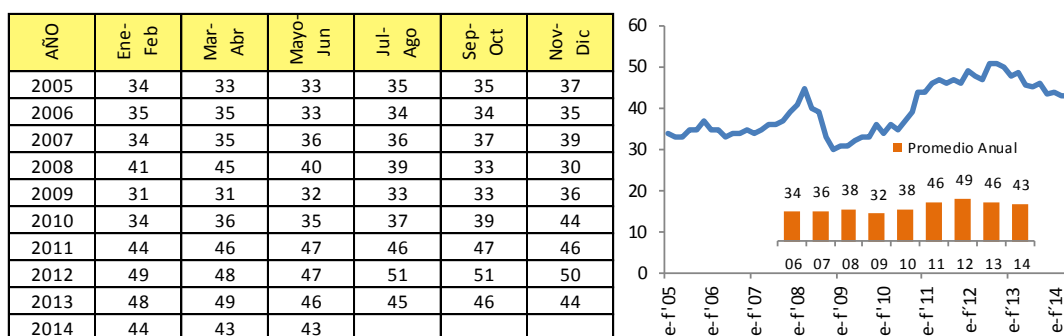 AÑO Ene-Feb Mar-Abr Mayo-Jun Jul-Ago Sep-Oct Nov-Dic
2005 34 33 33 35 35 37
2006 35 35 33 34 34 35
2007 34 35 36 36 37 39
2008 41 45 40 39 33 30
2009 31 31 32 33 33 36
2010 34 36 35 37 39 44
2011 44 46 47 46 47 46
2012 49 48 47 51 51 50
2013 48 49 46 45 46 44
2014 44 43 43
60
50
40
30
20
10
0
Promedio Anual
34 36 38 32 38 46 49 46 43
06 07 08 09 10 11 12 13 14
e-f'05 e-f'06 e-f'07 e-f'08 e-f'09 e-f'10 e-f'11 e-f'12 e-f'13 e-f'14